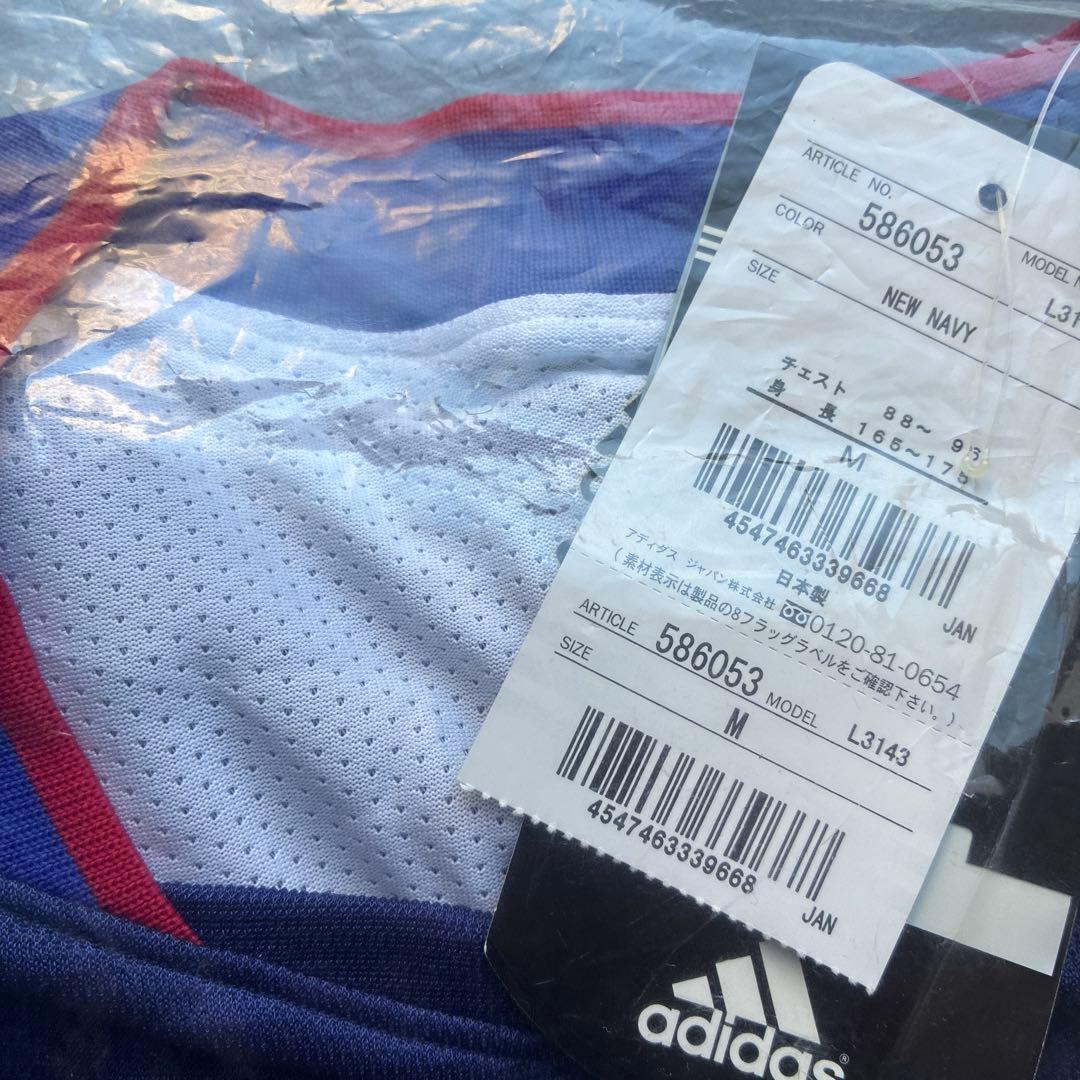 ARTICLE NO.
586053
MODEL
COLOR
NEW NAVY
L31
SIZE
チェスト 88～ 96
身 長 165～175
M
4547463339668
JAN
日本製
アディダス ジャパン株式会社 0120-81-0654
(素材表示は製品の8フラッグラベルをご確認下さい。)
ARTICLE 586053 MODEL L3143
SIZE M
4547463339668
JAN
adidas®